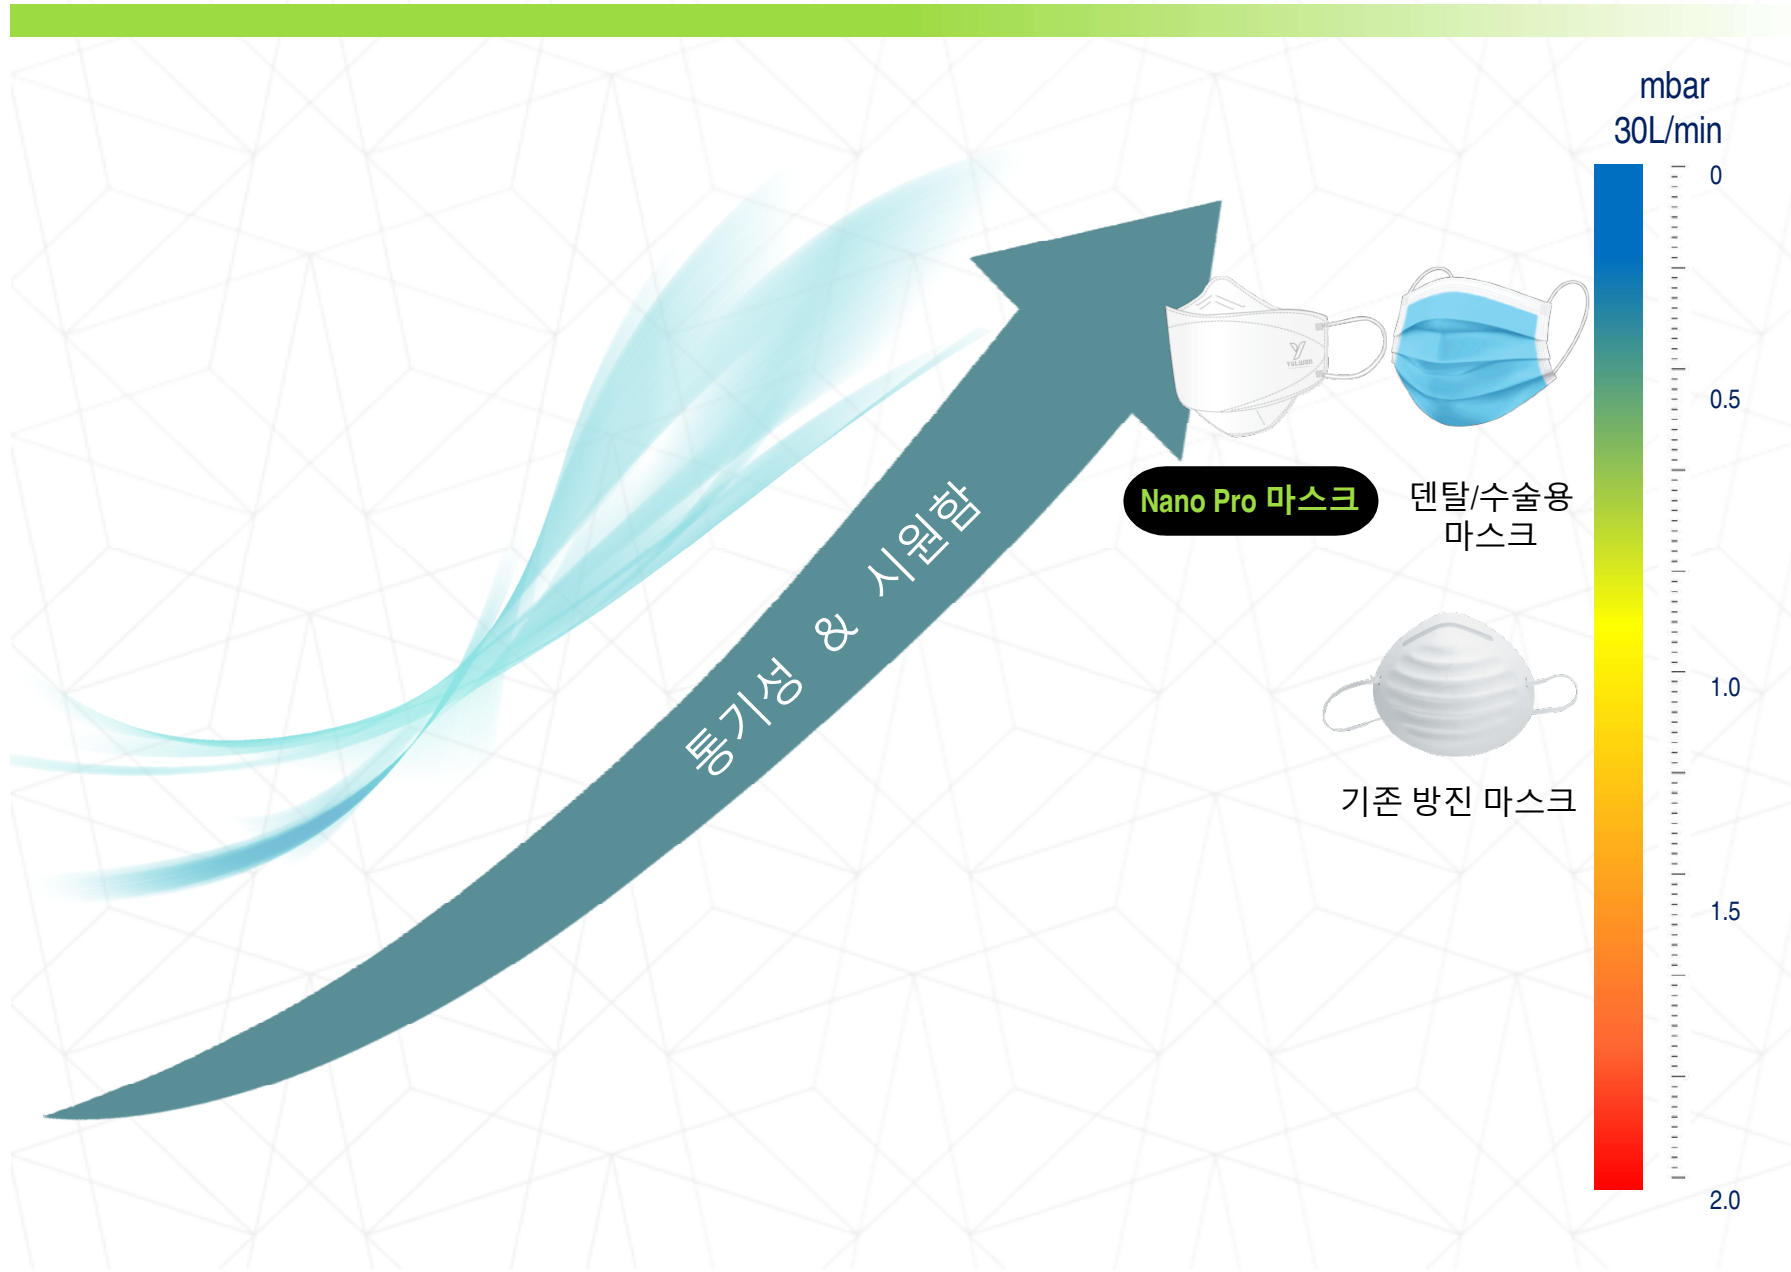 mbar
30L/min
0
0.5
1.0
1.5
2.0
통기성 & 시원함
YULWON
Nano Pro 마스크
덴탈/수술용
마스크
기존 방진 마스크